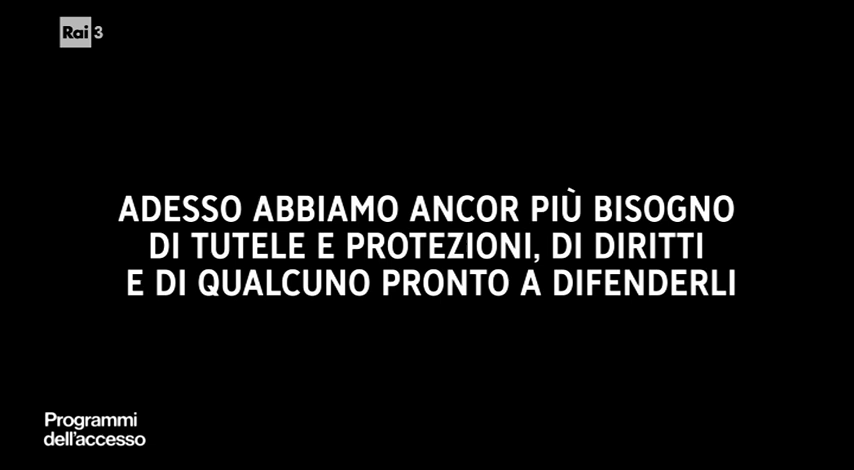 Rai 3
ADESSO ABBIAMO ANCOR PIÙ BISOGNO
DI TUTELE E PROTEZIONI, DI DIRITTI
E DI QUALCUNO PRONTO A DIFENDERLI
Programmi
dell'accesso